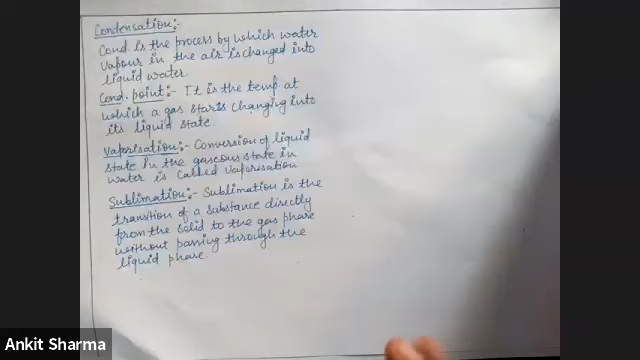 Condensation:-
Cond. is the process by which water
vapour in the air is changed into
liquid water
Cond. point:- It is the temp at
which a gas starts changing into
its liquid state.
Vaporisation:- Conversion of liquid
state in the gaseous state in
water is called vaporisation
Sublimation:- Sublimation is the
transition of a substance directly
from the solid to the gas phase
without passing through the
liquid phase.
Ankit Sharma